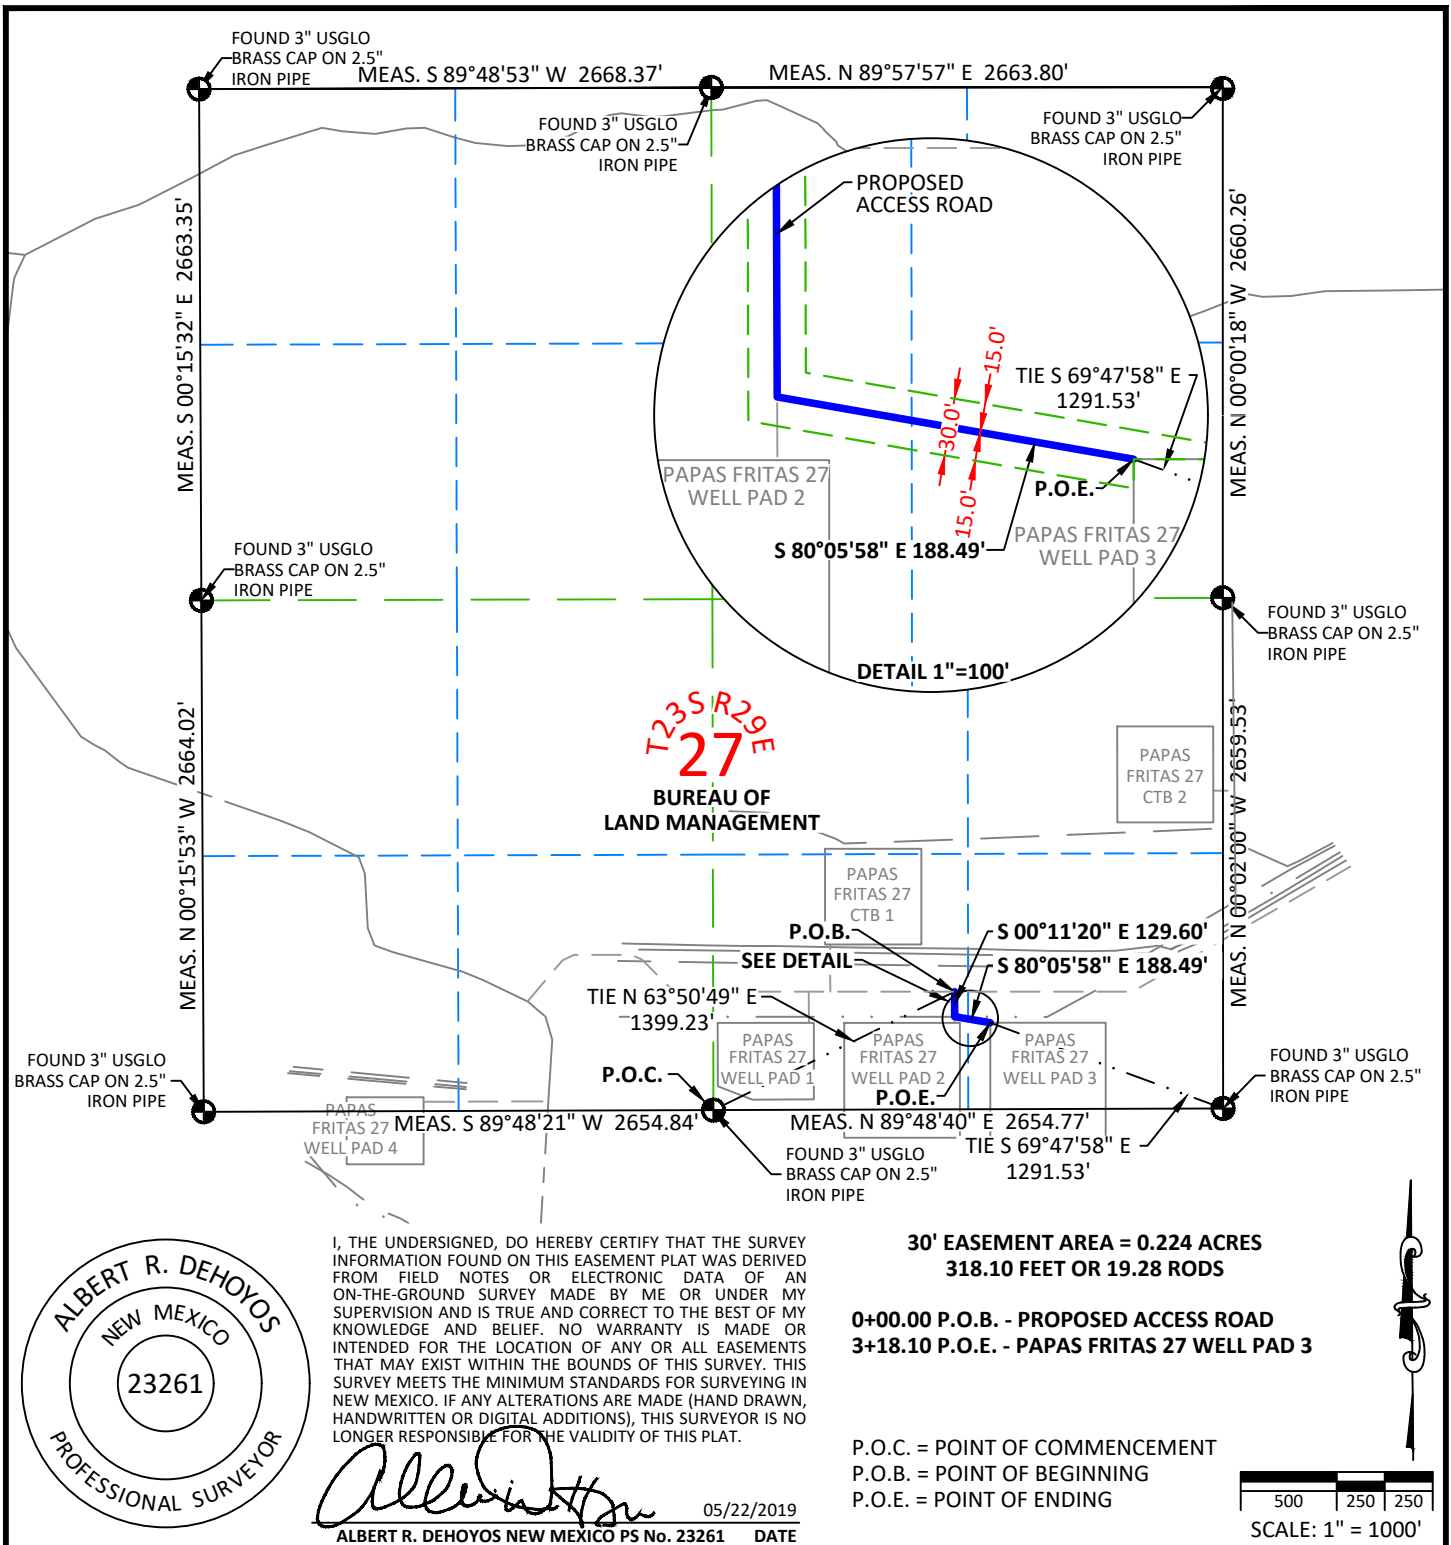 FOUND 3" USGLO
BRASS CAP ON 2.5"
IRON PIPE
MEAS. S 89°48'53" W 2668.37'
MEAS. N 89°57'57" E 2663.80'
FOUND 3" USGLO
BRASS CAP ON 2.5"
IRON PIPE
FOUND 3" USGLO
BRASS CAP ON 2.5"
IRON PIPE
MEAS. S 00°15'32" E 2663.35'
MEAS. N 00°00'18" W 2660.26'
PROPOSED
ACCESS ROAD
15.0'
30.0'
15.0'
TIE S 69°47'58" E
1291.53'
PAPAS FRITAS 27
WELL PAD 2
P.O.E.
S 80°05'58" E 188.49'
PAPAS FRITAS 27
WELL PAD 3
DETAIL 1"=100'
FOUND 3" USGLO
BRASS CAP ON 2.5"
IRON PIPE
FOUND 3" USGLO
BRASS CAP ON 2.5"
IRON PIPE
T23S R29E
27
BUREAU OF
LAND MANAGEMENT
MEAS. N 00°15'53" W 2664.02'
MEAS. N 00°02'00" W 2659.53'
PAPAS
FRITAS 27
CTB 2
PAPAS
FRITAS 27
CTB 1
P.O.B.
SEE DETAIL
S 00°11'20" E 129.60'
S 80°05'58" E 188.49'
TIE N 63°50'49" E
1399.23'
PAPAS
FRITAS 27
WELL PAD 1
PAPAS
FRITAS 27
WELL PAD 2
PAPAS
FRITAS 27
WELL PAD 3
P.O.C.
P.O.E.
FOUND 3" USGLO
BRASS CAP ON 2.5"
IRON PIPE
FOUND 3" USGLO
BRASS CAP ON 2.5"
IRON PIPE
PAPAS
FRITAS 27
WELL PAD 4
MEAS. S 89°48'21" W 2654.84'
MEAS. N 89°48'40" E 2654.77'
TIE S 69°47'58" E
1291.53'
FOUND 3" USGLO
BRASS CAP ON 2.5"
IRON PIPE
ALBERT R. DEHOYOS
NEW MEXICO
23261
PROFESSIONAL SURVEYOR
I, THE UNDERSIGNED, DO HEREBY CERTIFY THAT THE SURVEY
INFORMATION FOUND ON THIS EASEMENT PLAT WAS DERIVED
FROM FIELD NOTES OR ELECTRONIC DATA OF AN
ON-THE-GROUND SURVEY MADE BY ME OR UNDER MY
SUPERVISION AND IS TRUE AND CORRECT TO THE BEST OF MY
KNOWLEDGE AND BELIEF. NO WARRANTY IS MADE OR
INTENDED FOR THE LOCATION OF ANY OR ALL EASEMENTS
THAT MAY EXIST WITHIN THE BOUNDS OF THIS SURVEY. THIS
SURVEY MEETS THE MINIMUM STANDARDS FOR SURVEYING IN
NEW MEXICO. IF ANY ALTERATIONS ARE MADE (HAND DRAWN,
HANDWRITTEN OR DIGITAL ADDITIONS), THIS SURVEYOR IS NO
LONGER RESPONSIBLE FOR THE VALIDITY OF THIS PLAT.
05/22/2019
ALBERT R. DEHOYOS NEW MEXICO PS No. 23261 DATE
30' EASEMENT AREA = 0.224 ACRES
318.10 FEET OR 19.28 RODS
0+00.00 P.O.B. - PROPOSED ACCESS ROAD
3+18.10 P.O.E. - PAPAS FRITAS 27 WELL PAD 3
P.O.C. = POINT OF COMMENCEMENT
P.O.B. = POINT OF BEGINNING
P.O.E. = POINT OF ENDING
500 250 250
SCALE: 1" = 1000'